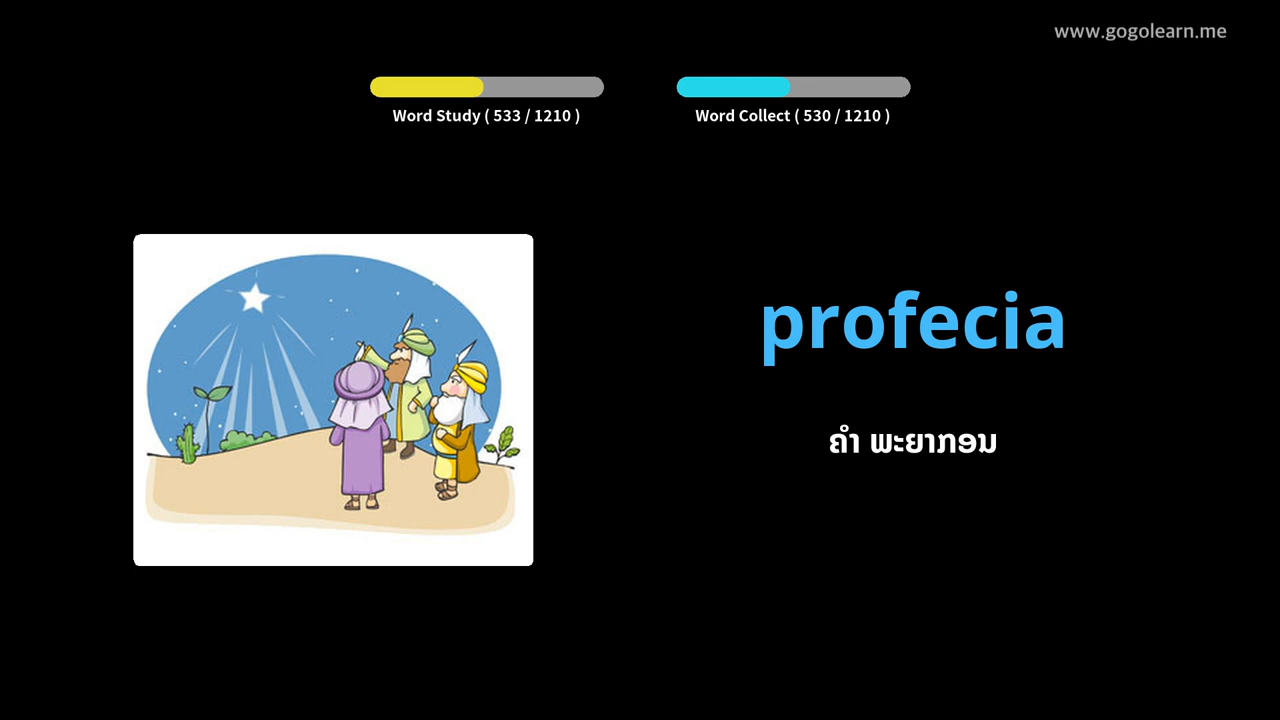 www.gogolearn.me
Word Study ( 533 / 1210 )
Word Collect ( 530 / 1210 )
profecia
ຄຳ ພະຍາກອນ